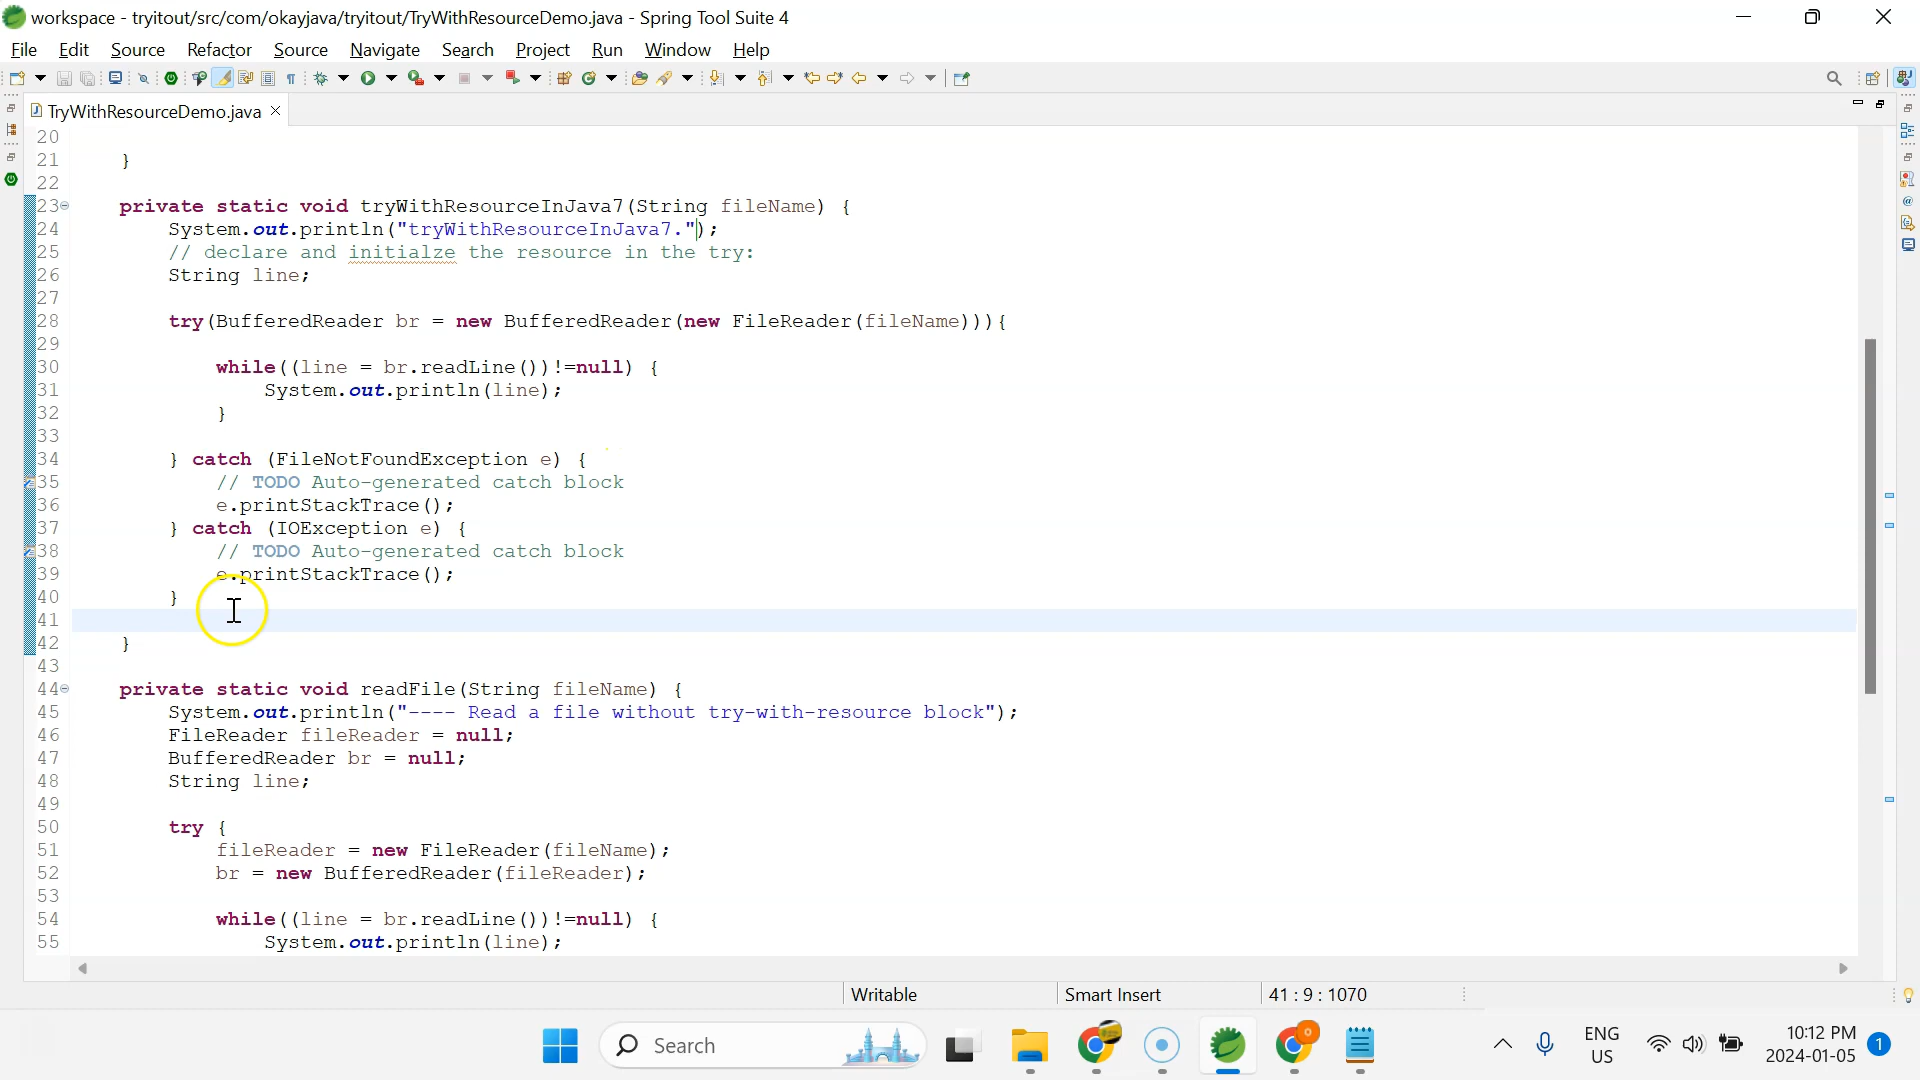 workspace - tryitout/src/com/okayjava/tryitout/TryWithResourceDemo.java - Spring Tool Suite 4
File Edit Source Refactor Source Navigate Search Project Run Window Help
TryWithResourceDemo.java
20
21 }
22
23 private static void tryWithResourceInJava7(String fileName) {
24 System.out.println("tryWithResourceInJava7.");
25 // declare and initialze the resource in the try:
26 String line;
27
28 try(BufferedReader br = new BufferedReader(new FileReader(fileName))){
29
30 while((line = br.readLine())!=null) {
31 System.out.println(line);
32 }
33
34 } catch (FileNotFoundException e) {
35 // TODO Auto-generated catch block
36 e.printStackTrace();
37 } catch (IOException e) {
38 // TODO Auto-generated catch block
39 e.printStackTrace();
40 }
41
42 }
43
44 private static void readFile(String fileName) {
45 System.out.println("---- Read a file without try-with-resource block");
46 FileReader fileReader = null;
47 BufferedReader br = null;
48 String line;
49
50 try {
51 fileReader = new FileReader(fileName);
52 br = new BufferedReader(fileReader);
53
54 while((line = br.readLine())!=null) {
55 System.out.println(line);
Writable Smart Insert 41 : 9 : 1070
Search
ENG
US
10:12 PM
2024-01-05
1